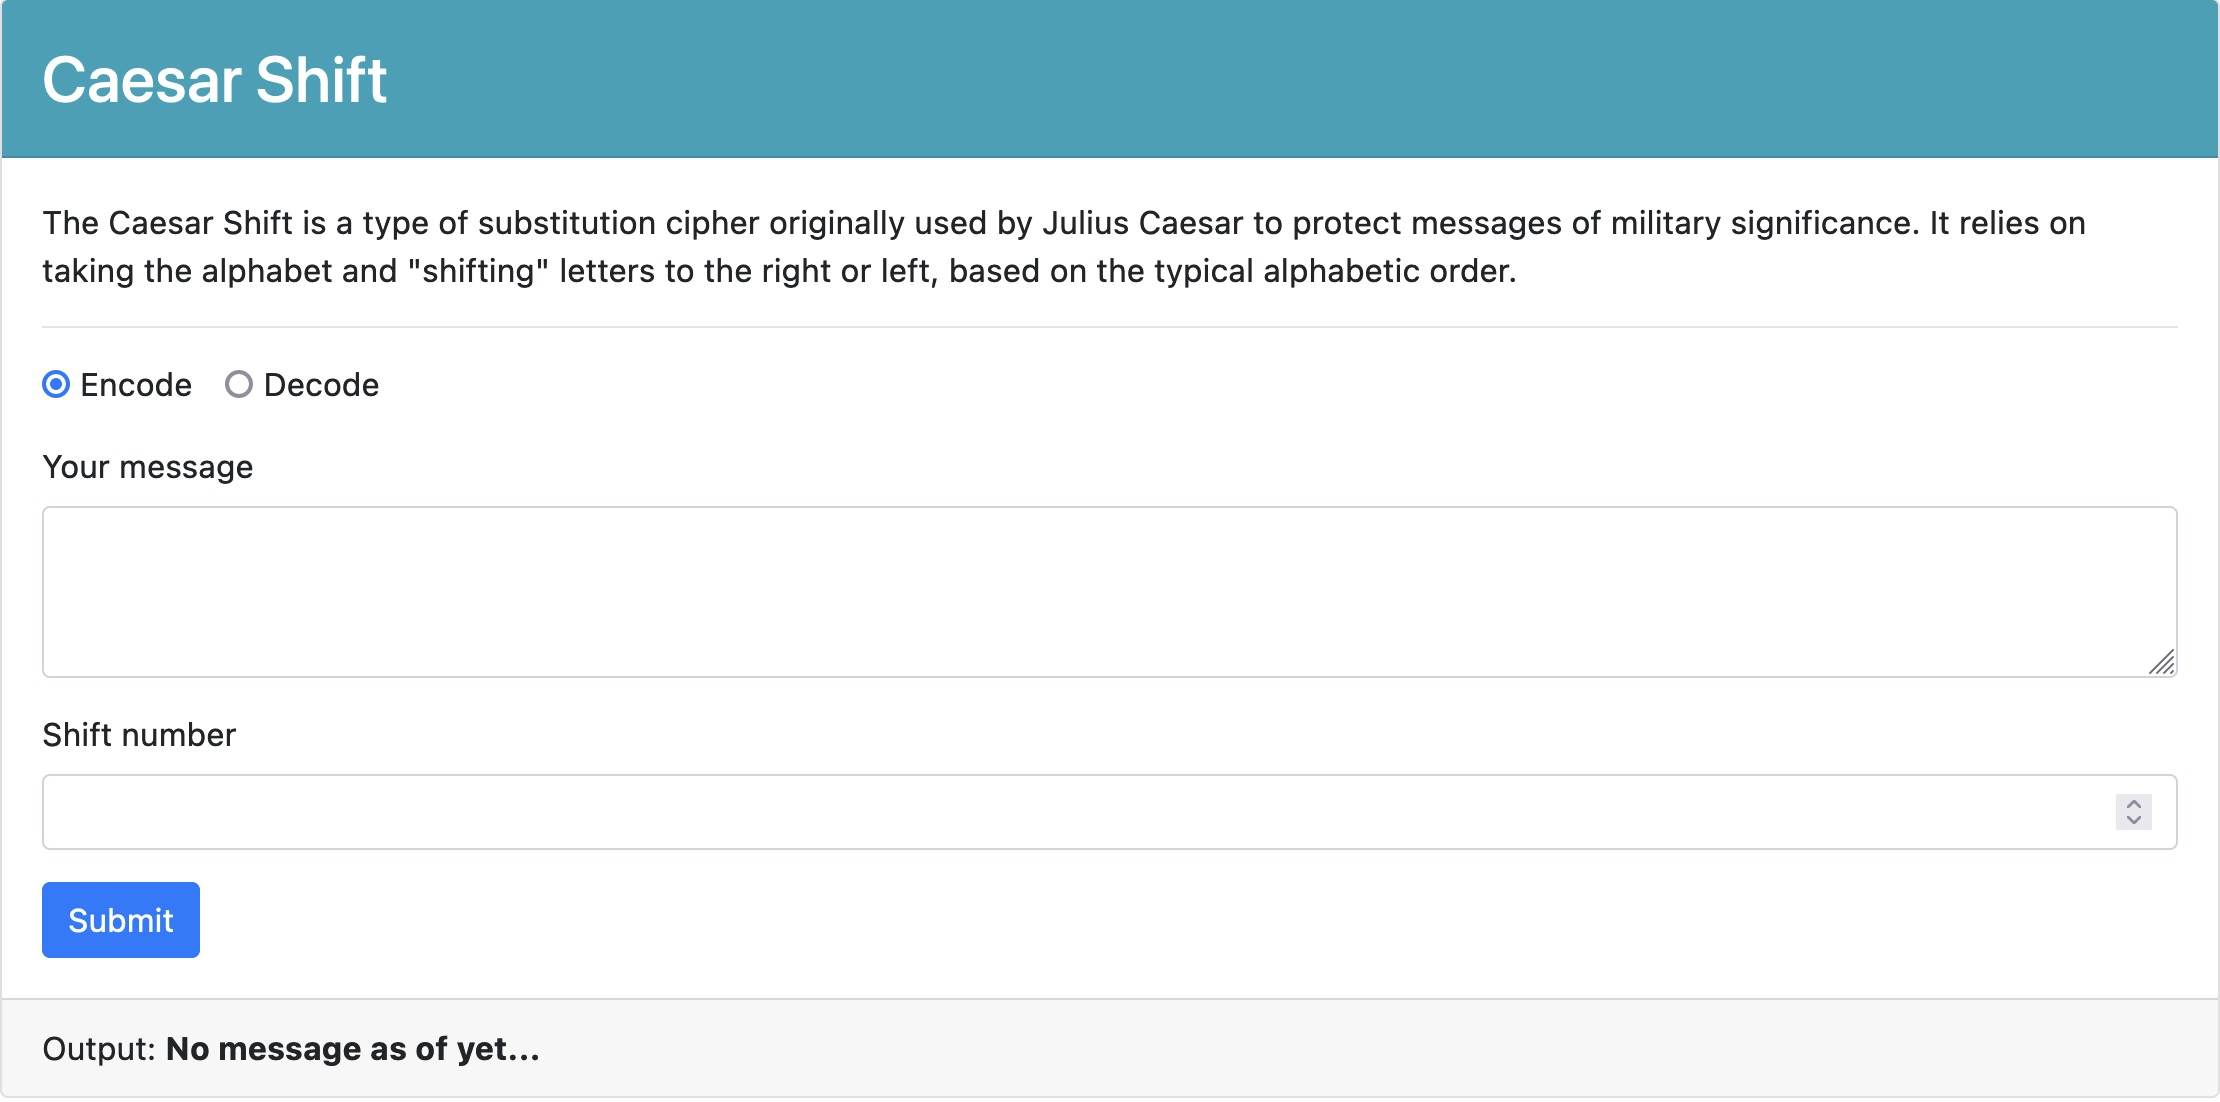 Caesar Shift
The Caesar Shift is a type of substitution cipher originally used by Julius Caesar to protect messages of military significance. It relies on
taking the alphabet and "shifting" letters to the right or left, based on the typical alphabetic order.
Encode Decode
Your message
Shift number
Submit
Output: No message as of yet...